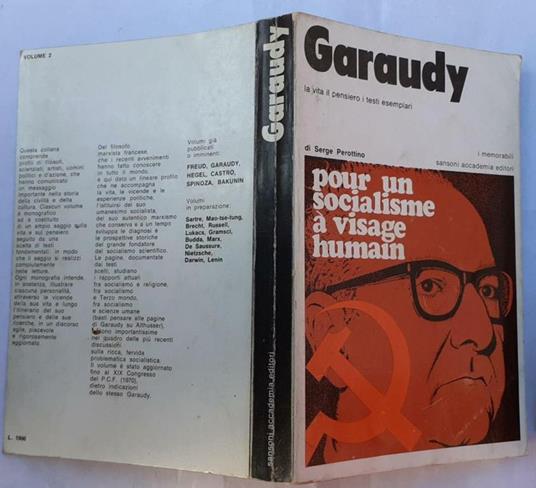 VOLUME 2
Questa collana
comprende
profili di filosofi,
scienziati, artisti, uomini
politici e d'azione, che
hanno comunicato
un messaggio
importante nella storia
della civiltà e della
cultura. Ciascun volume
è monografico
ed è costituito
di un ampio saggio sulla
vita e sul pensiero
seguito da una
scelta di testi
fondamentali: in modo
che il saggio si realizzi
compiutamente
nelle letture.
Ogni monografia intende,
in sostanza, illustrare
ciascuna personalità,
attraverso le vicende
della sua vita e lungo
l'itinerario del suo
pensiero e delle sue
ricerche, in un discorso
agile, piacevole
e rigorosamente
aggiornato.
L. 1800
Del filosofo
marxista francese,
che i recenti avvenimenti
hanno fatto conoscere
in tutto il mondo,
è qui dato un lineare profilo
che ne accompagna
la vita, le vicende e le
esperienze politiche,
l'attualità del suo
umanesimo socialista,
del suo autentico marxismo
che conserva e a un tempo
sviluppa le diagnosi e
le prospettive storiche
del grande fondatore
del socialismo scientifico.
Le pagine, documentate
dai testi
scelti, studiano
i rapporti attuali
fra socialismo e religione,
fra socialismo
e Terzo mondo,
fra socialismo
e scienze umane
(basti pensare alle pagine
di Garaudy su Althusser),
sono importantissime
nel quadro delle più recenti
discussioni
sulla ricca, fervida
problematica socialistica.
Il volume è stato aggiornato
fino al XIX Congresso
del P.C.F. (1970),
dietro indicazioni
dello stesso Garaudy.
Volumi già
pubblicati
o imminenti:
FREUD, GARAUDY,
HEGEL, CASTRO,
SPINOZA, BAKUNIN
Volumi
in preparazione:
Sartre, Mao-tse-tung,
Brecht, Russell,
Lukacs, Gramsci,
Budda, Marx,
De Saussure,
Nietzsche,
Darwin, Lenin
Garaudy
sansoni accademia editori
Garaudy
la vita il pensiero i testi esemplari
di Serge Perottino
i memorabili
sansoni accademia editori
pour un
socialisme
à visage
humain